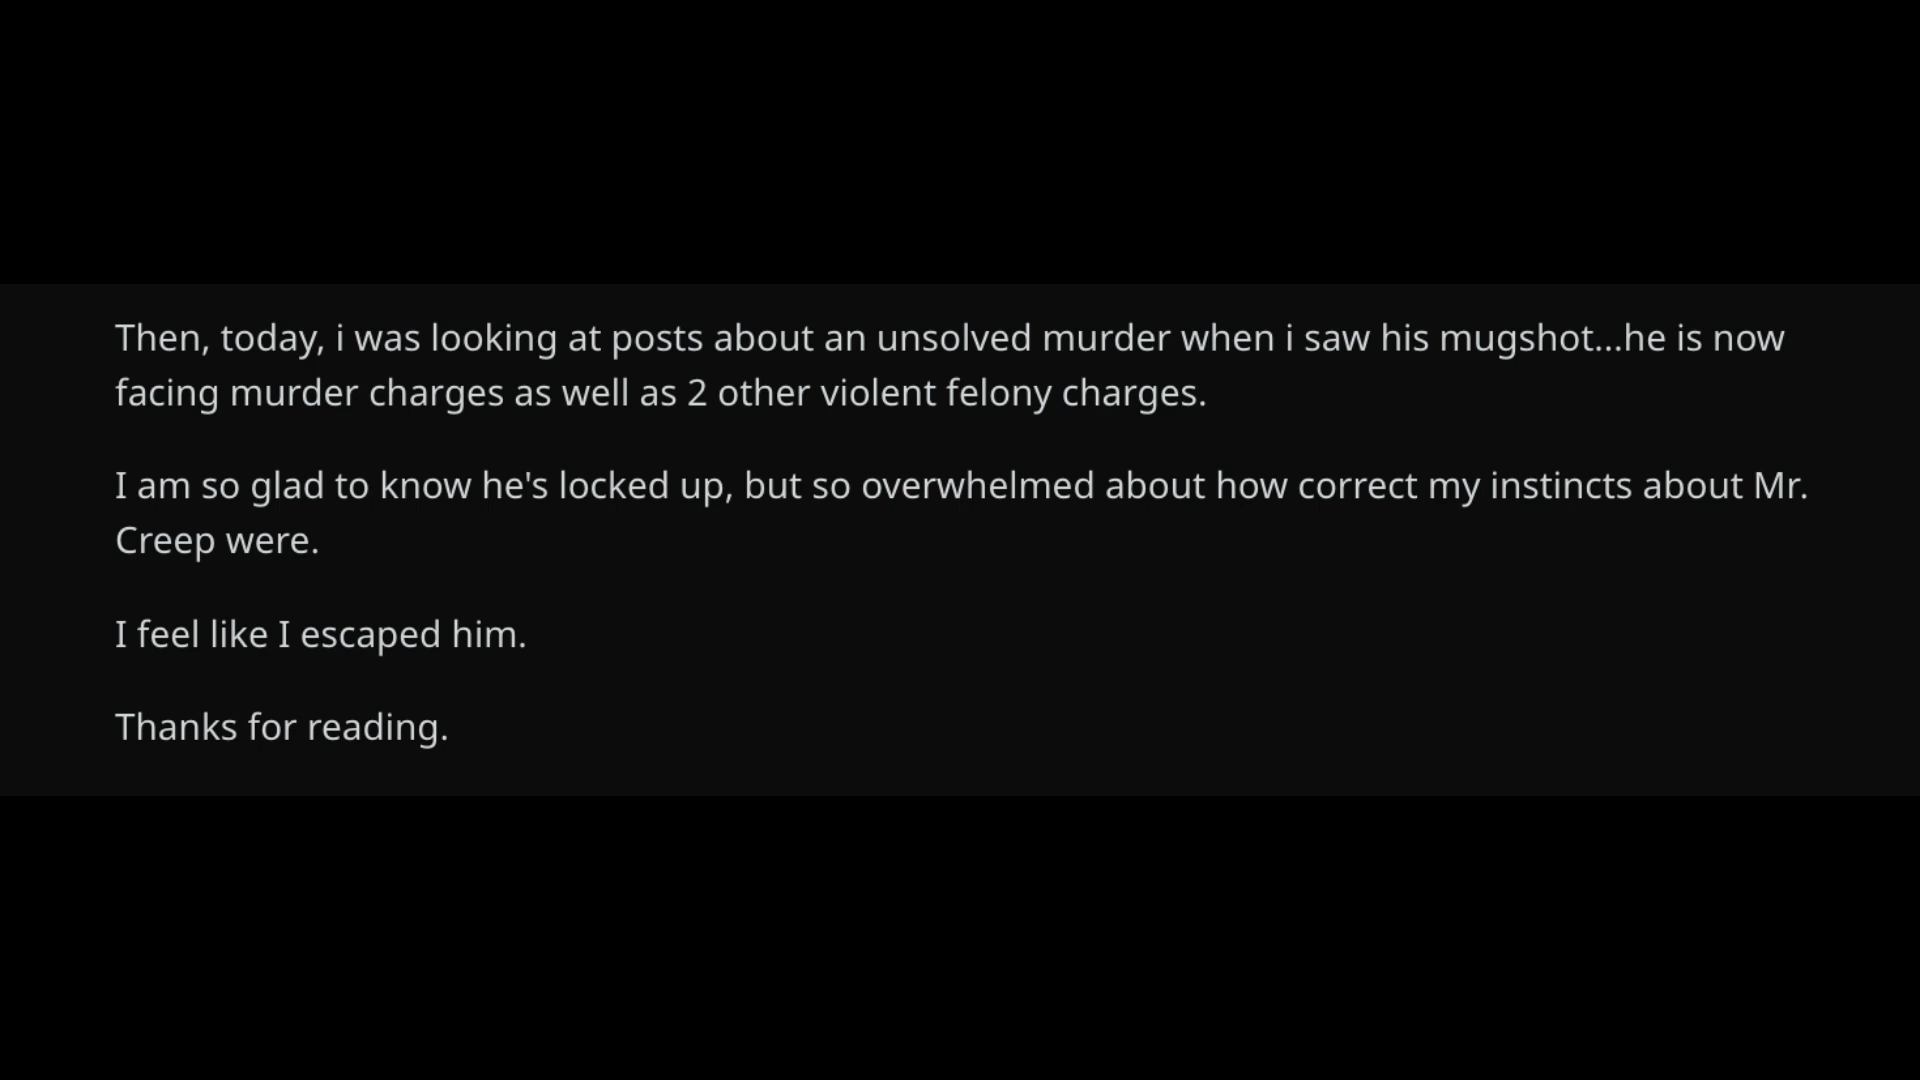 Then, today, i was looking at posts about an unsolved murder when i saw his mugshot...he is now
facing murder charges as well as 2 other violent felony charges.
I am so glad to know he's locked up, but so overwhelmed about how correct my instincts about Mr.
Creep were.
I feel like I escaped him.
Thanks for reading.